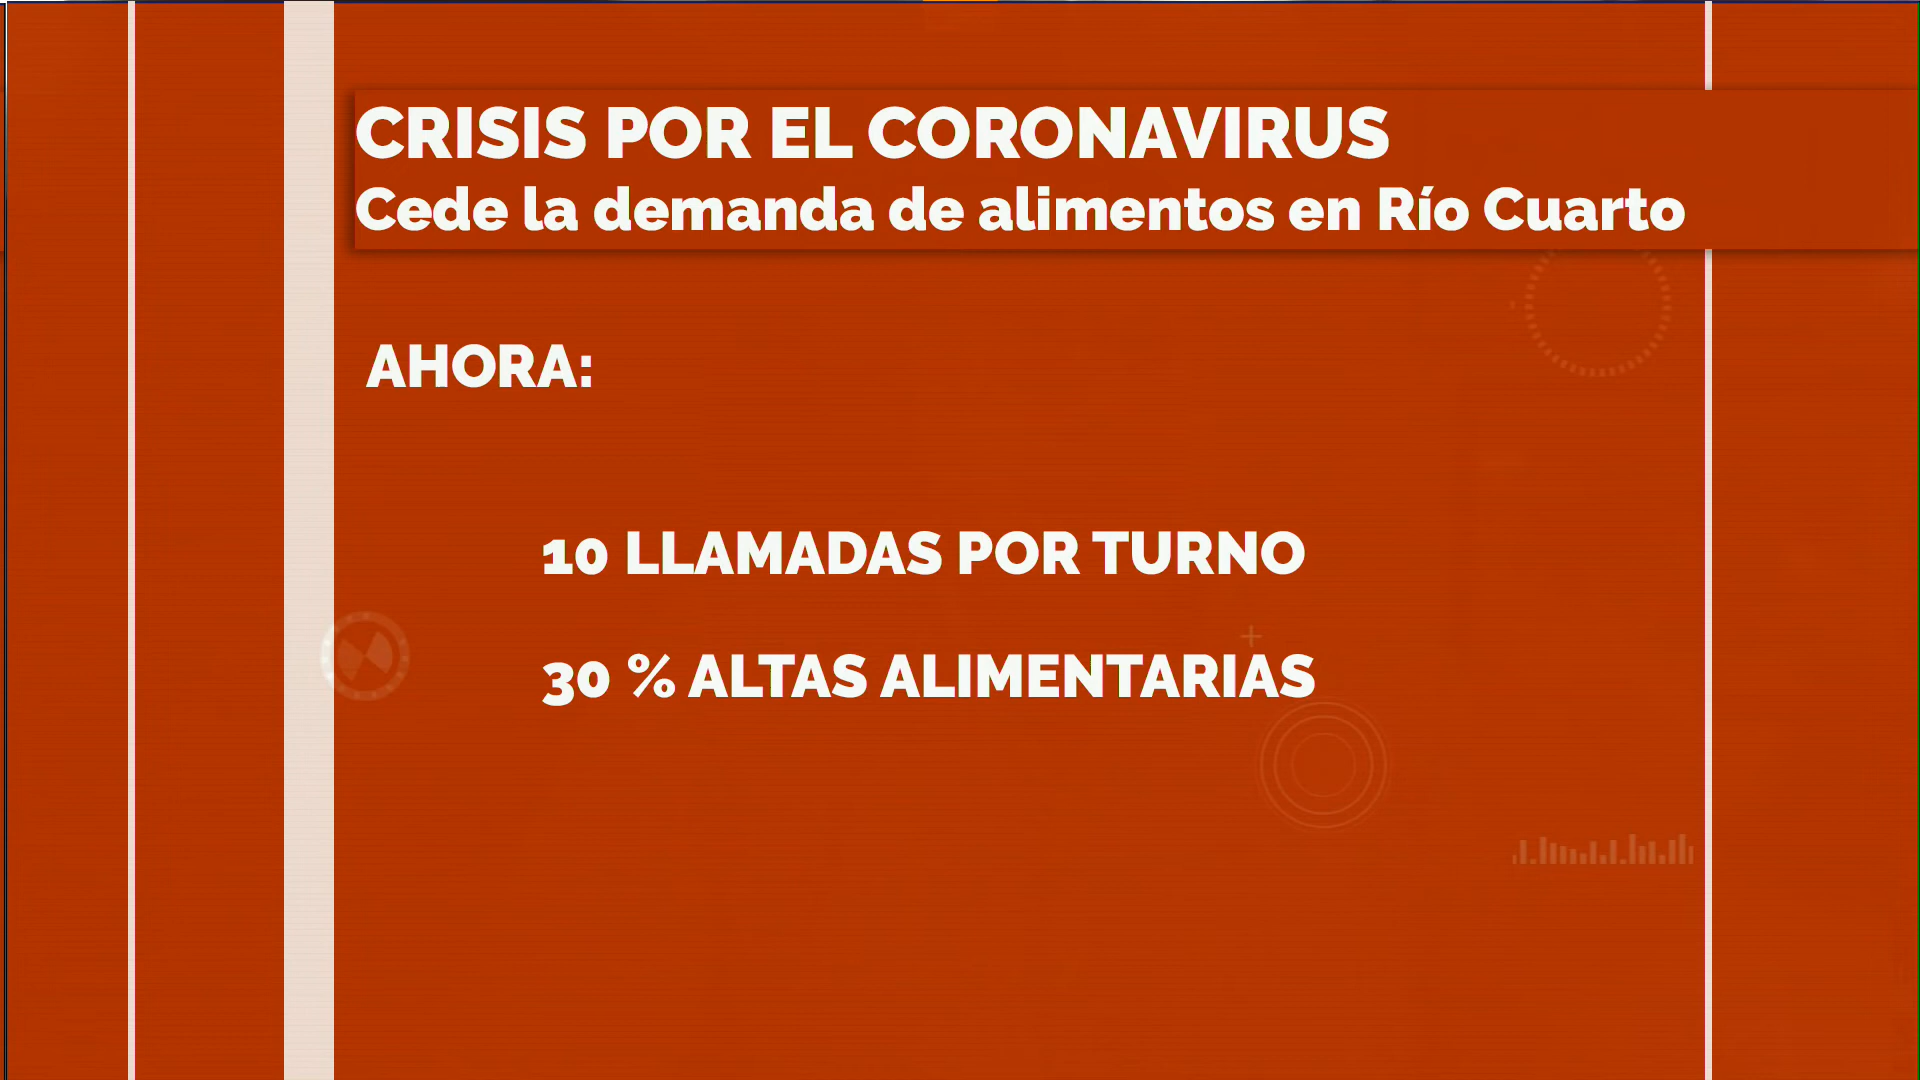 CRISIS POR EL CORONAVIRUS
Cede la demanda de alimentos en Río Cuarto
AHORA:
10 LLAMADAS POR TURNO
30 % ALTAS ALIMENTARIAS